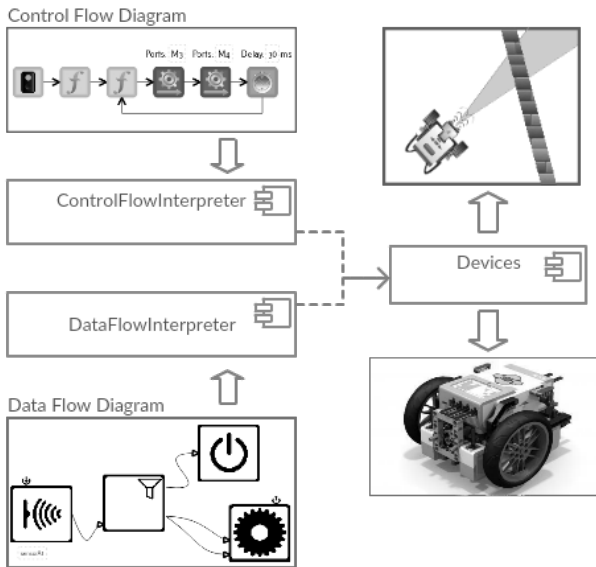 Control Flow Diagram
Ports: M3 Ports: M4 Delay: 30 ms
ControlFlowInterpreter
Devices
DataFlowInterpreter
Data Flow Diagram